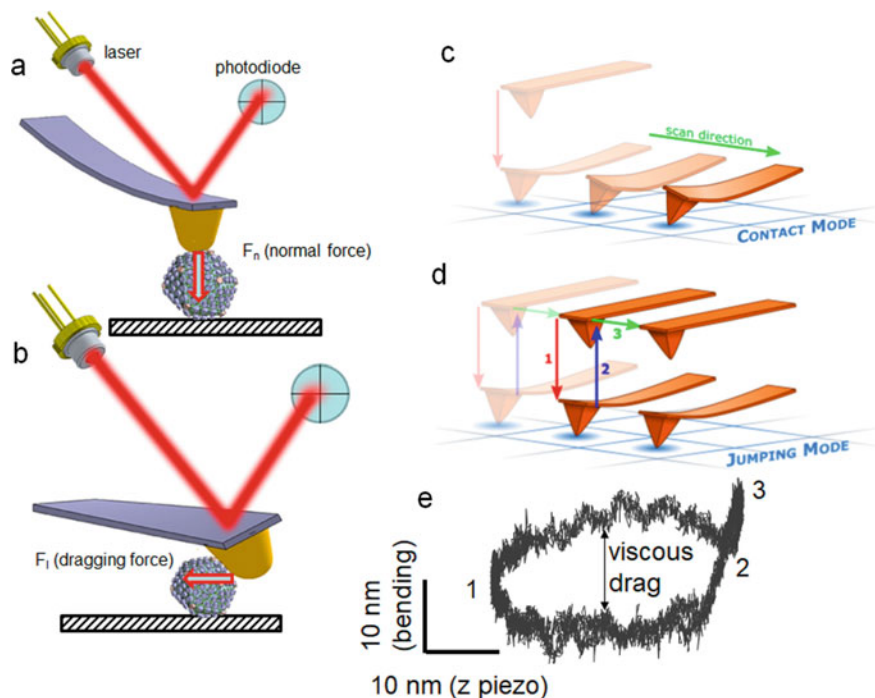 a
laser
photodiode
Fn (normal force)
b
Fl (dragging force)
c
scan direction
CONTACT MODE
d
1
2
3
JUMPING MODE
e
3
viscous
drag
2
1
10 nm
(bending)
10 nm (z piezo)